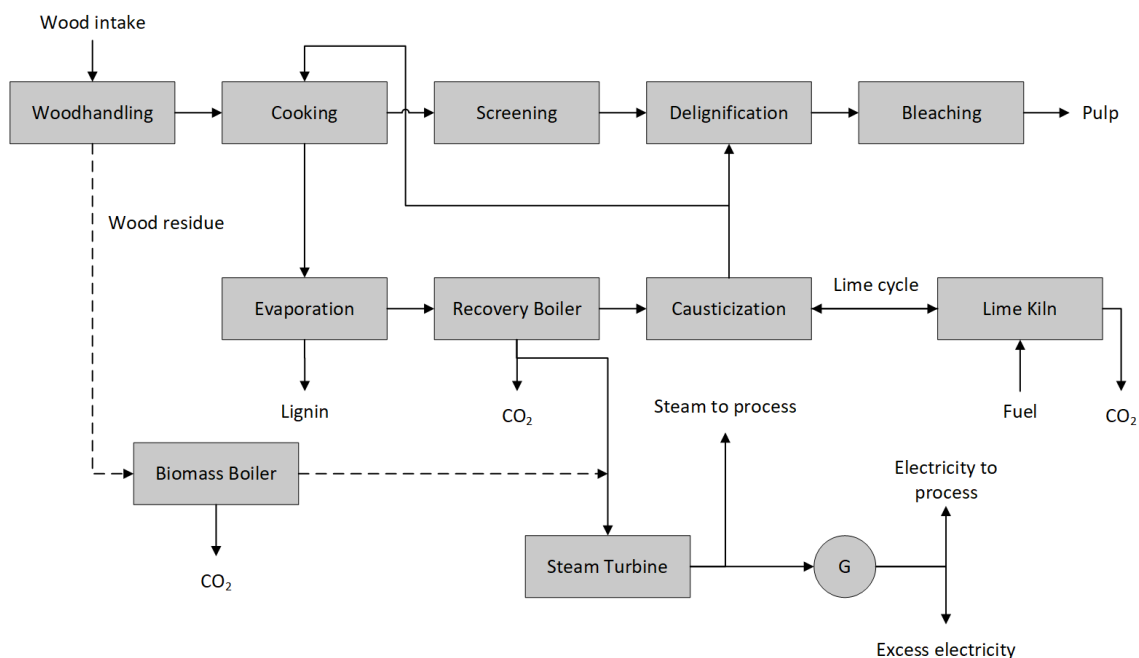 Wood intake
Woodhandling
Cooking
Screening
Delignification
Bleaching
Pulp
Wood residue
Evaporation
Recovery Boiler
Causticization
Lime cycle
Lime Kiln
Lignin
CO₂
Steam to process
Fuel
CO₂
Biomass Boiler
Electricity to
process
CO₂
Steam Turbine
G
Excess electricity